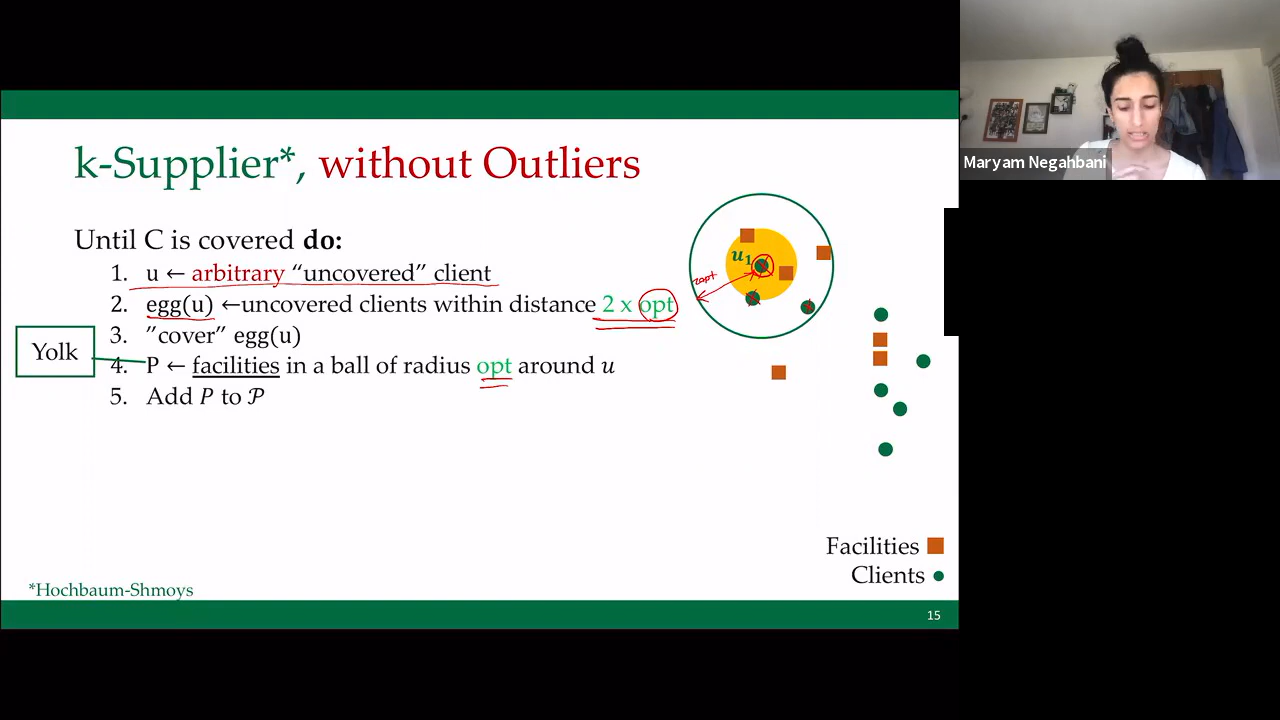 k-Supplier*, without Outliers
Until C is covered do:
1. u ← arbitrary “uncovered” client
2. egg(u) ←uncovered clients within distance 2 x opt
3. ”cover” egg(u)
Yolk
4. P ← facilities in a ball of radius opt around u
5. Add P to 𝒫
u₁
2opt
Facilities
Clients
*Hochbaum-Shmoys
15
Maryam Negahbani